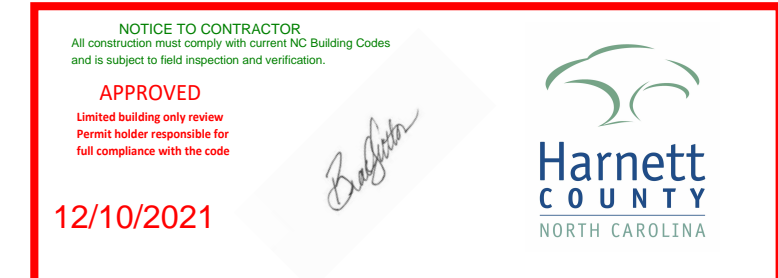 NOTICE TO CONTRACTOR
All construction must comply with current NC Building Codes
and is subject to field inspection and verification.
APPROVED
Limited building only review
Permit holder responsible for
full compliance with the code
12/10/2021
Harnett
COUNTY
NORTH CAROLINA